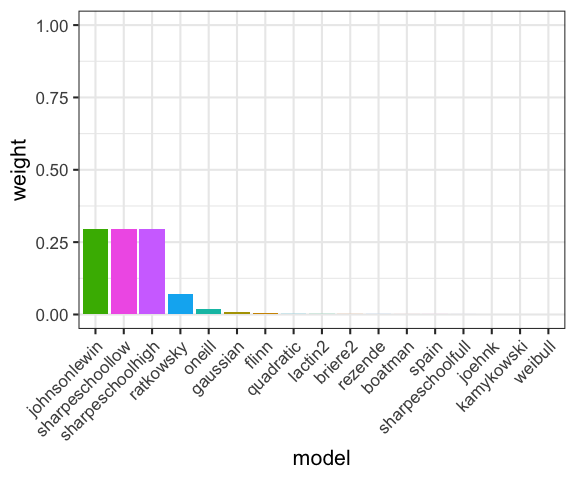 1.00
0.75
0.50
0.25
0.00
weight
johnsonlewin
sharpeschoollow
sharpeschoolhigh
ratkowsky
oneill
gaussian
flinn
quadratic
lactin2
briere2
rezende
boatman
spain
sharpeschoolfull
joehnk
kamykowski
weibull
model